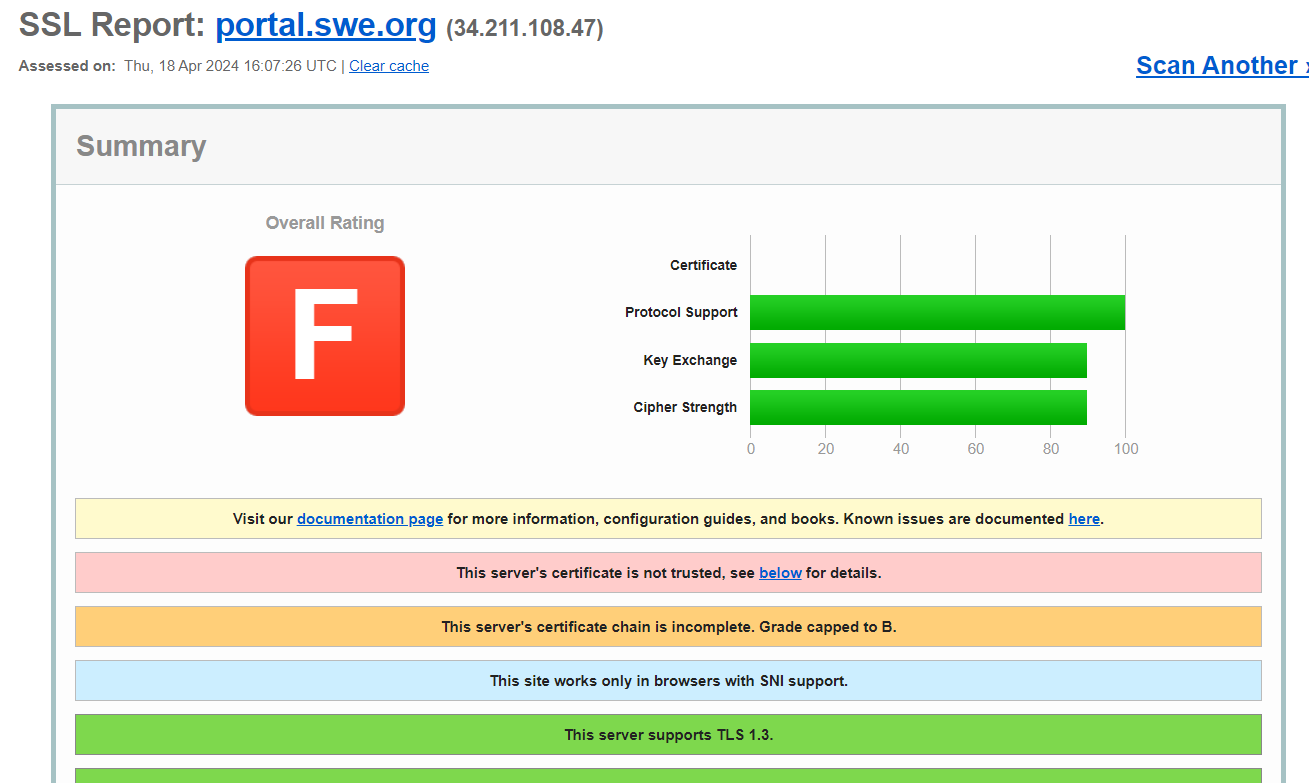 SSL Report: portal.swe.org (34.211.108.47)
Assessed on: Thu, 18 Apr 2024 16:07:26 UTC | Clear cache
Scan Another ›
Summary
Overall Rating
F
Certificate
Protocol Support
Key Exchange
Cipher Strength
0 20 40 60 80 100
Visit our documentation page for more information, configuration guides, and books. Known issues are documented here.
This server's certificate is not trusted, see below for details.
This server's certificate chain is incomplete. Grade capped to B.
This site works only in browsers with SNI support.
This server supports TLS 1.3.